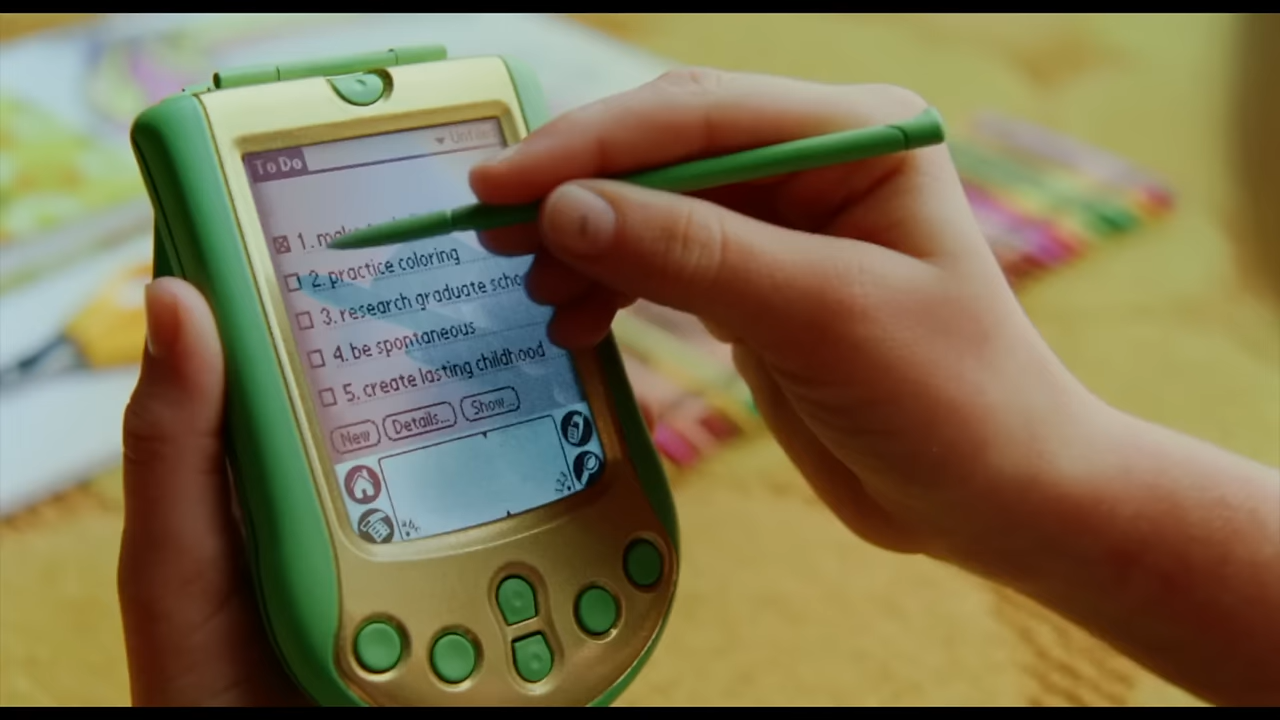 To Do
1. make
2. practice coloring
3. research graduate
4. be spontaneous
5. create lasting childhood
New Details... Show...